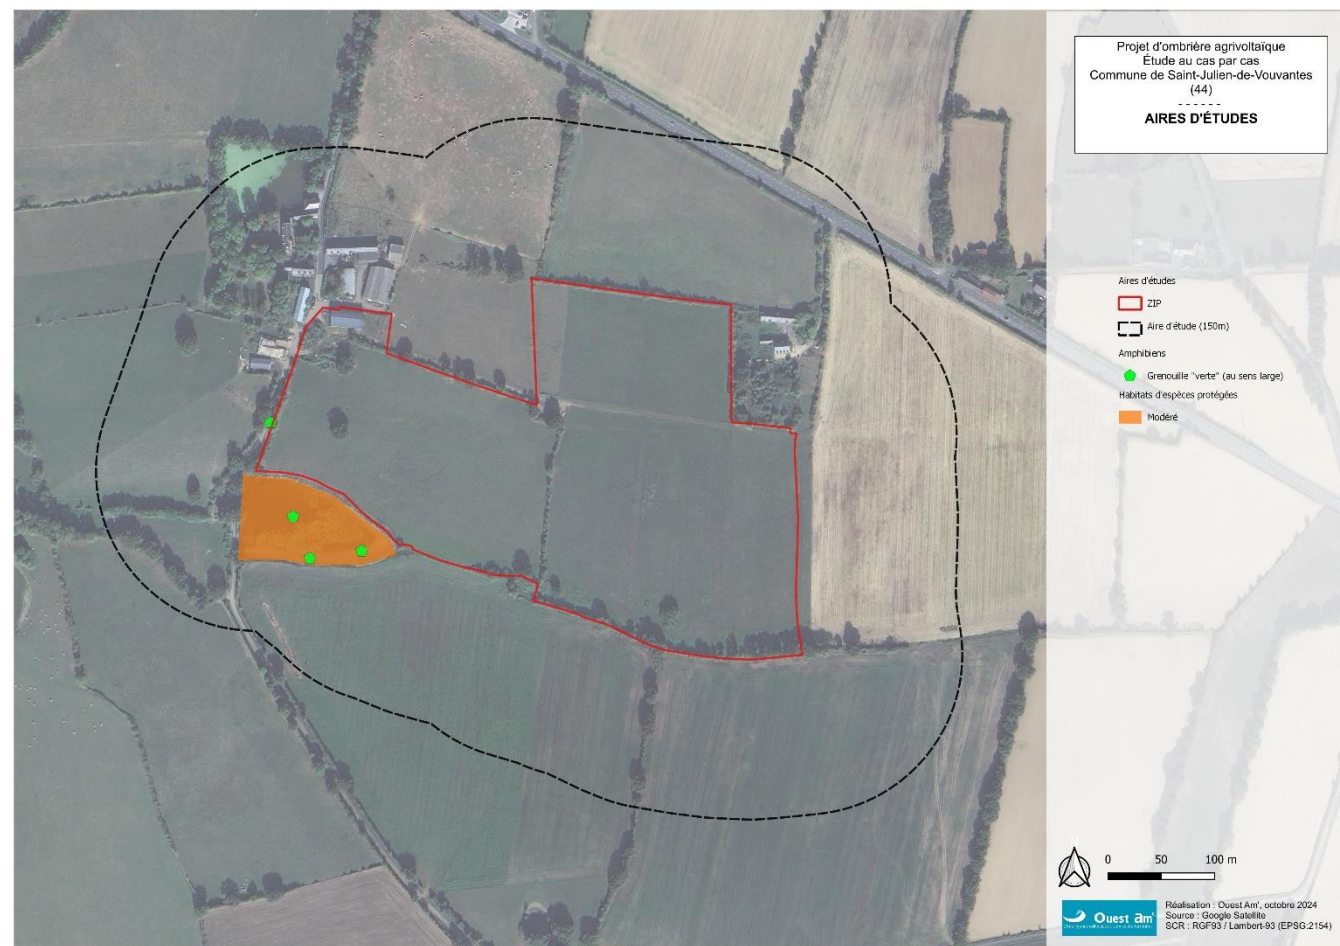 Projet d'ombrière agrivoltaïque
Étude au cas par cas
Commune de Saint-Julien-de-Vouvantes
(44)
- - - - - -
AIRES D'ÉTUDES
Aires d'études
ZIP
Aire d'étude (150m)
Amphibiens
Grenouille "verte" (au sens large)
Habitats d'espèces protégées
Modéré
0 50 100 m
Ouest am'
Réalisation : Ouest Am', octobre 2024
Source : Google Satellite
SCR : RGF93 / Lambert-93 (EPSG:2154)